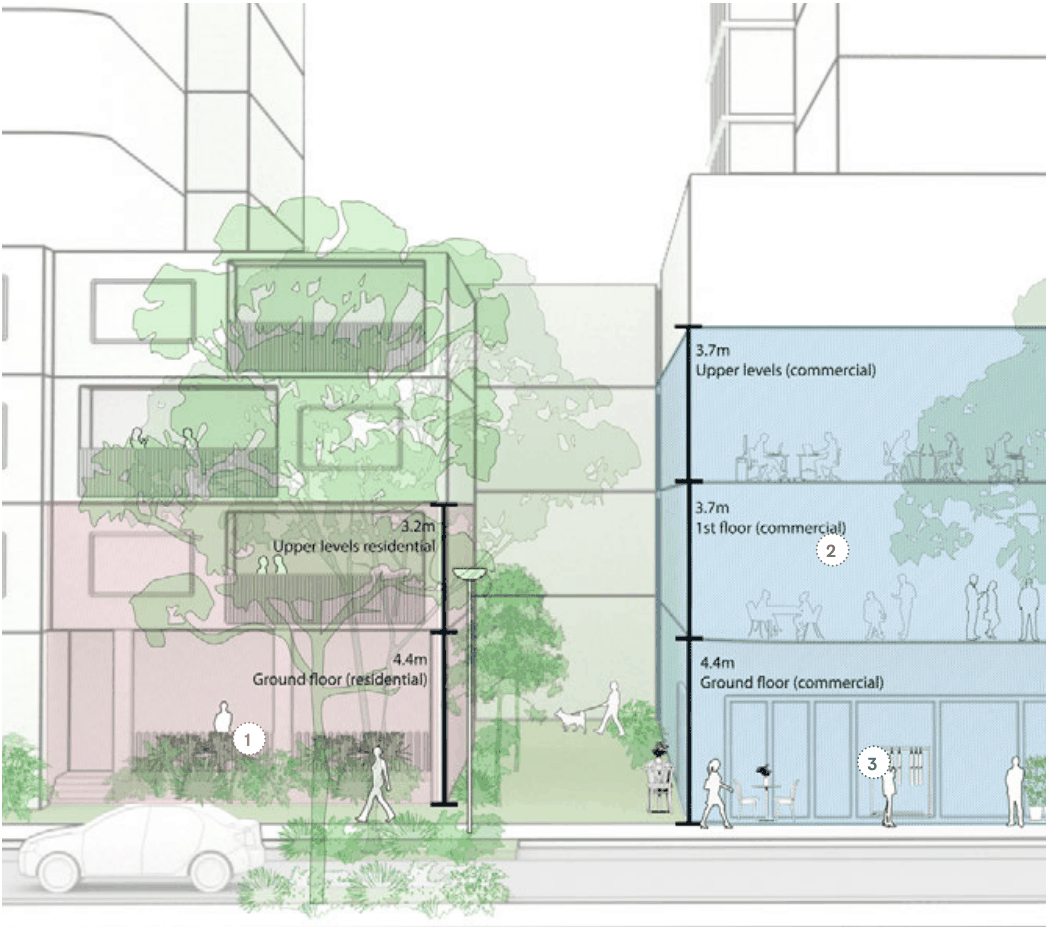 3.7m
Upper levels (commercial)
3.7m
1st floor (commercial)
2
3.2m
Upper levels residential
4.4m
Ground floor (residential)
4.4m
Ground floor (commercial)
1
3